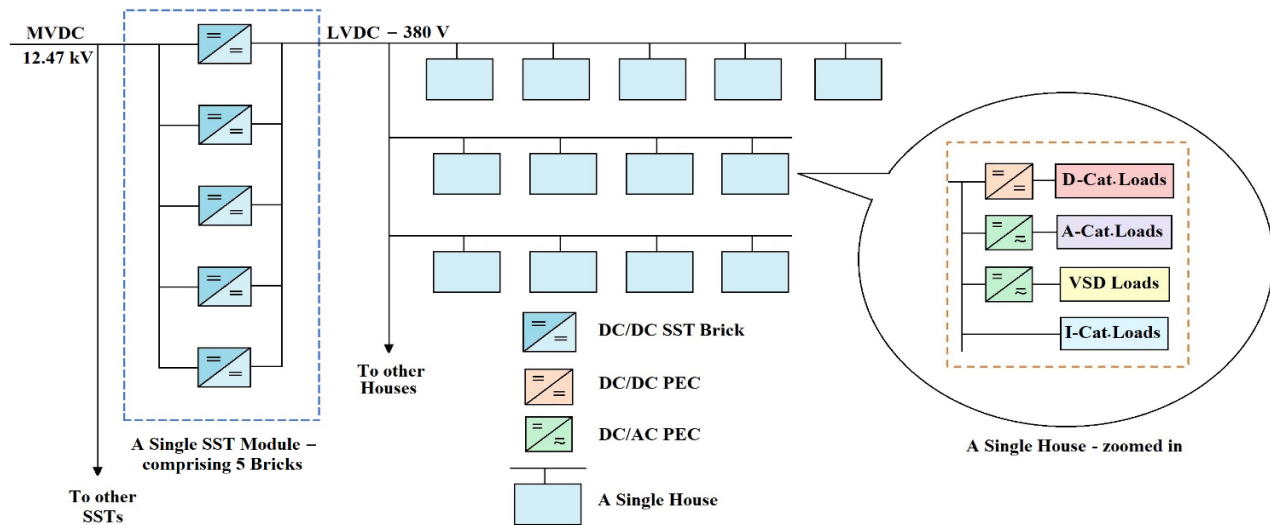 MVDC
12.47 kV
LVDC – 380 V
D-Cat.Loads
A-Cat.Loads
VSD Loads
I-Cat.Loads
A Single House - zoomed in
DC/DC SST Brick
DC/DC PEC
DC/AC PEC
A Single House
To other
Houses
A Single SST Module –
comprising 5 Bricks
To other
SSTs